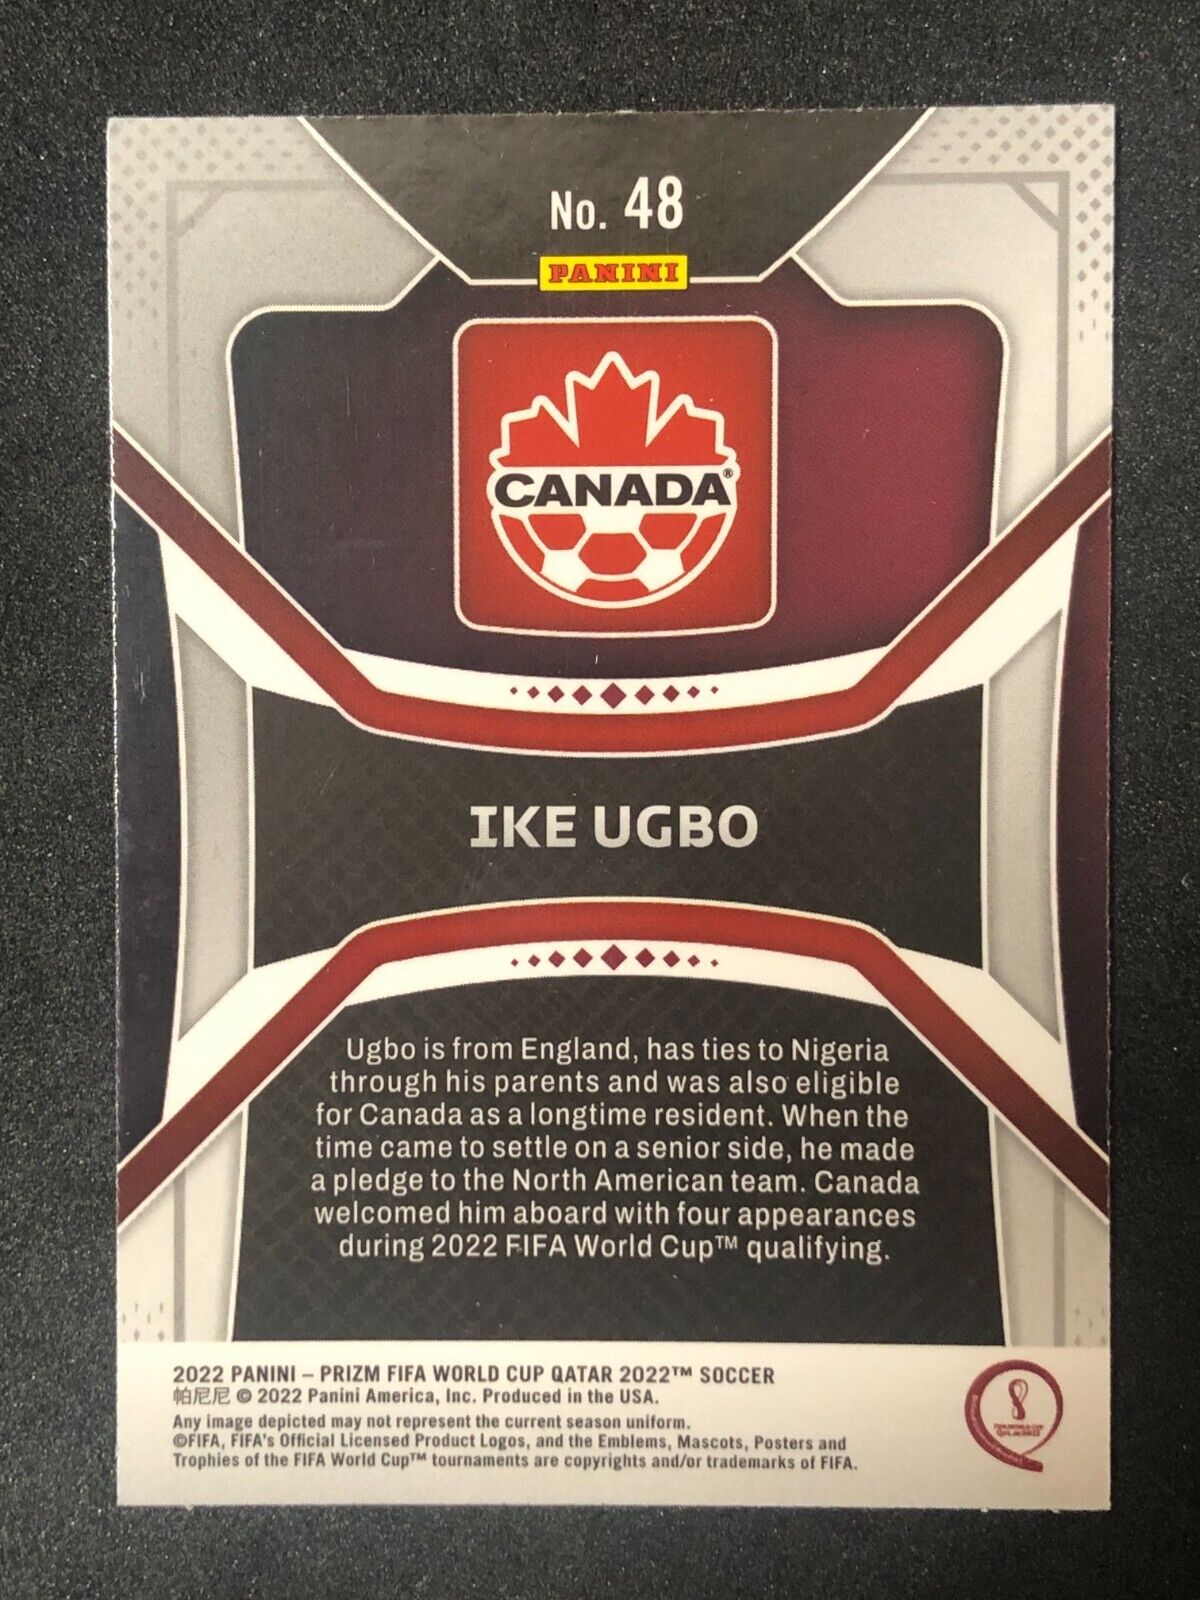 No. 48
PANINI
CANADA®
IKE UGBO
Ugbo is from England, has ties to Nigeria
through his parents and was also eligible
for Canada as a longtime resident. When the
time came to settle on a senior side, he made
a pledge to the North American team. Canada
welcomed him aboard with four appearances
during 2022 FIFA World Cup™ qualifying.
2022 PANINI – PRIZM FIFA WORLD CUP QATAR 2022™ SOCCER
帕尼尼 © 2022 Panini America, Inc. Produced in the USA.
Any image depicted may not represent the current season uniform.
©FIFA, FIFA's Official Licensed Product Logos, and the Emblems, Mascots, Posters and
Trophies of the FIFA World Cup™ tournaments are copyrights and/or trademarks of FIFA.
FIFA WORLD CUP
QATAR2022